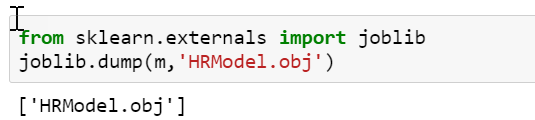 from sklearn.externals import joblib
joblib.dump(m,'HRModel.obj')
['HRModel.obj']